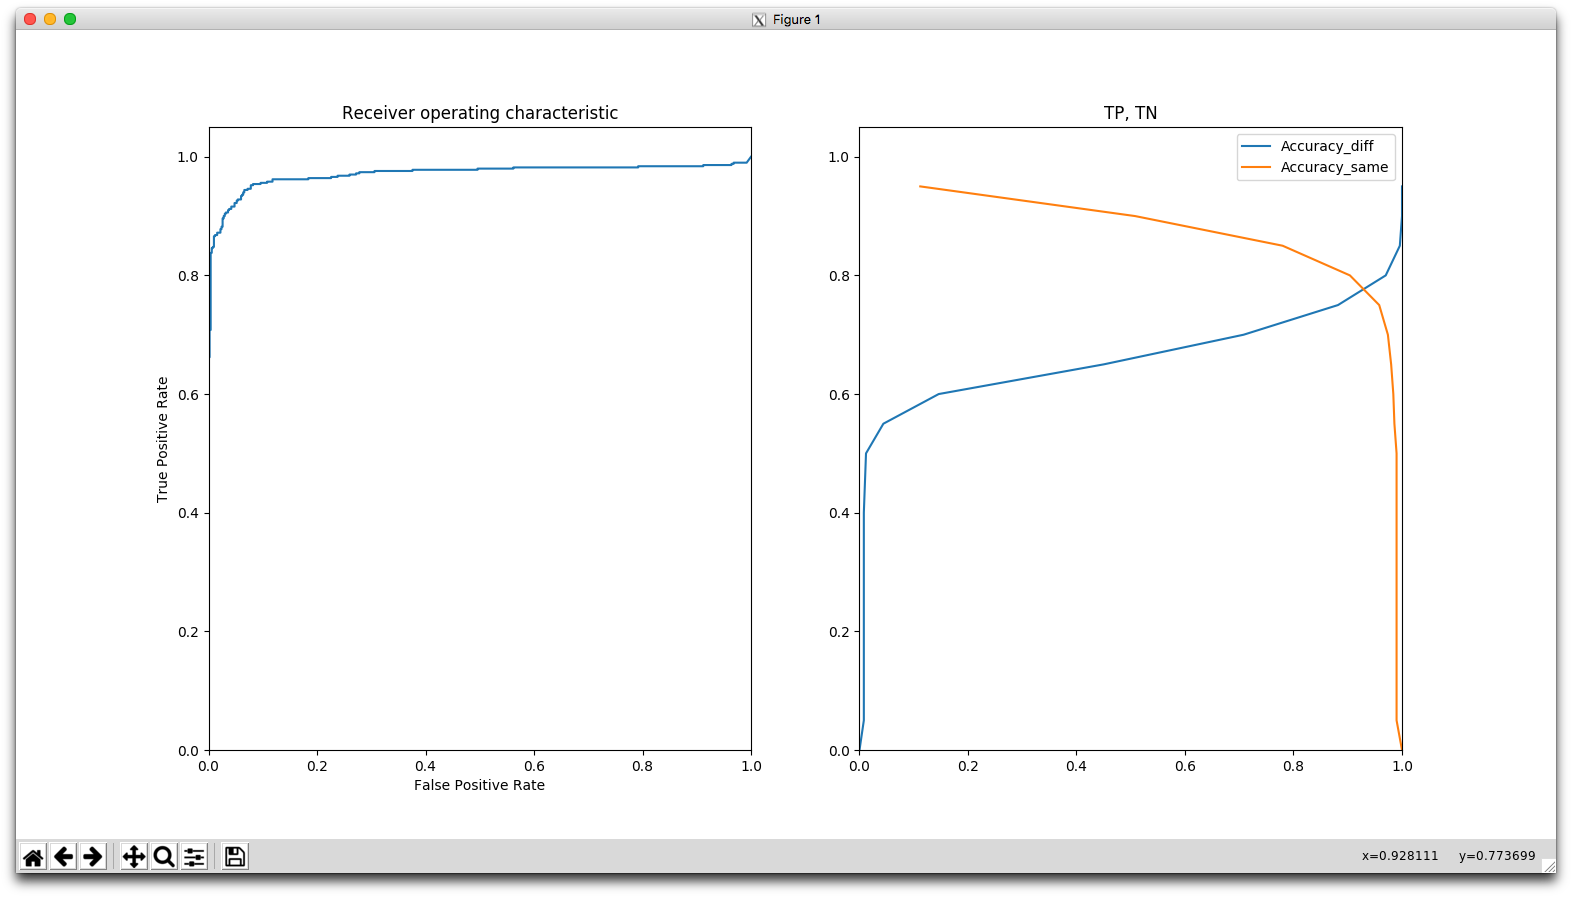 Figure 1
Receiver operating characteristic
1.0
0.8
0.6
0.4
0.2
0.0
True Positive Rate
0.0 0.2 0.4 0.6 0.8 1.0
False Positive Rate
TP, TN
Accuracy_diff
Accuracy_same
1.0
0.8
0.6
0.4
0.2
0.0
0.0 0.2 0.4 0.6 0.8 1.0
x=0.928111 y=0.773699